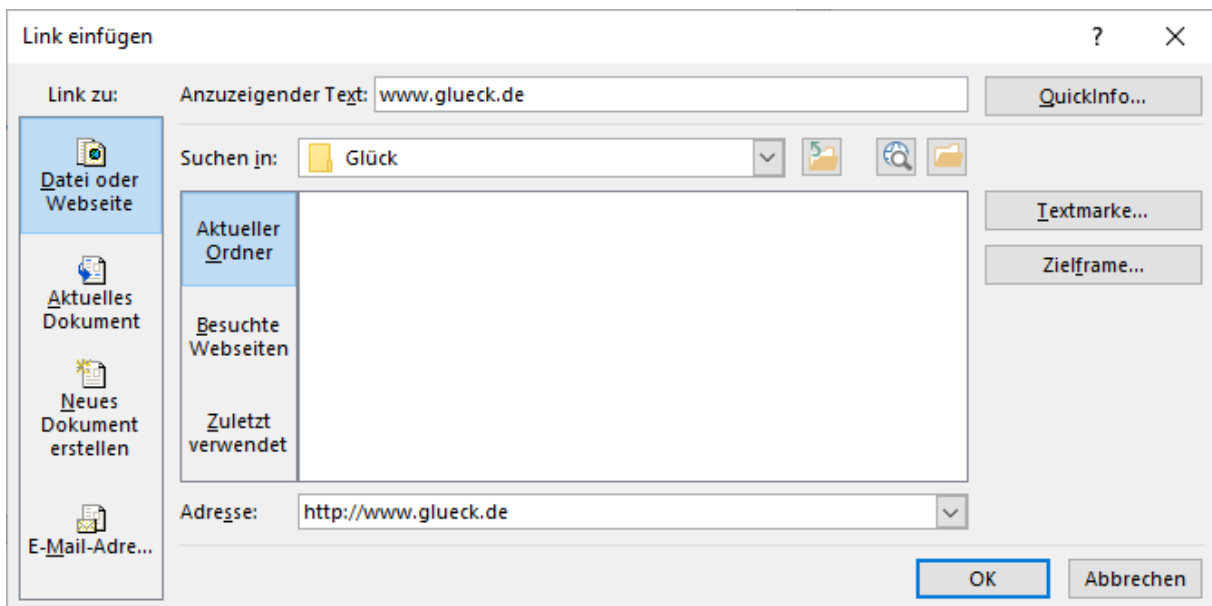 Link einfügen
?
Link zu:
Anzuzeigender Text:
www.glueck.de
QuickInfo...
Datei oder
Webseite
Suchen in:
Glück
Aktueller
Ordner
Textmarke...
Zielframe...
Aktuelles
Dokument
Besuchte
Webseiten
Neues
Dokument
erstellen
Zuletzt
verwendet
Adresse:
http://www.glueck.de
E-Mail-Adre...
OK
Abbrechen